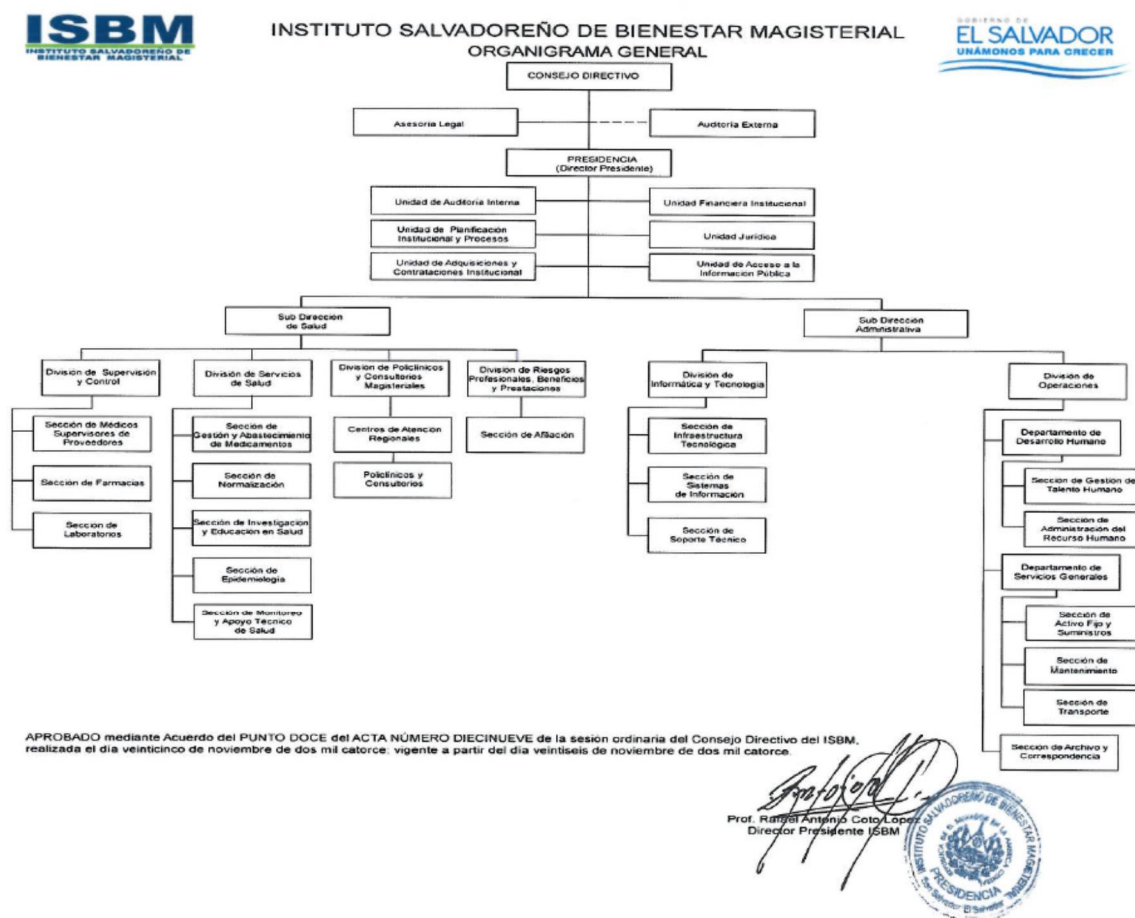 ISBM
INSTITUTO SALVADOREÑO DE
BIENESTAR MAGISTERIAL
INSTITUTO SALVADOREÑO DE BIENESTAR MAGISTERIAL
ORGANIGRAMA GENERAL
GOBIERNO DE
EL SALVADOR
UNÁMONOS PARA CRECER
CONSEJO DIRECTIVO
Asesoría Legal
Auditoría Externa
PRESIDENCIA
(Director Presidente)
Unidad de Auditoría Interna
Unidad Financiera Institucional
Unidad de Planificación
Institucional y Procesos
Unidad Jurídica
Unidad de Adquisiciones y
Contrataciones Institucional
Unidad de Acceso a la
Información Pública
Sub Dirección
de Salud
Sub Dirección
Administrativa
División de Supervisión
y Control
División de Servicios
de Salud
División de Policlínicos
y Consultorios
Magisteriales
División de Riesgos
Profesionales, Beneficios
y Prestaciones
División de
Informática y Tecnología
División de
Operaciones
Sección de Médicos
Supervisores de
Proveedores
Sección de Farmacias
Sección de
Laboratorios
Sección de
Gestión y Abastecimiento
de Medicamentos
Sección de
Normalización
Sección de Investigación
y Educación en Salud
Sección de
Epidemiología
Sección de Monitoreo
y Apoyo Técnico
de Salud
Centros de Atención
Regionales
Policlínicos y
Consultorios
Sección de Afiliación
Sección de
Infraestructura
Tecnológica
Sección de
Sistemas
de Información
Sección de
Soporte Técnico
Departamento de
Desarrollo Humano
Sección de Gestión de
Talento Humano
Sección de
Administración del
Recurso Humano
Departamento de
Servicios Generales
Sección de
Activo Fijo y
Suministros
Sección de
Mantenimiento
Sección de
Transporte
Sección de Archivo y
Correspondencia
APROBADO mediante Acuerdo del PUNTO DOCE del ACTA NÚMERO DIECINUEVE de la sesión ordinaria del Consejo Directivo del ISBM,
realizada el día veinticinco de noviembre de dos mil catorce; vigente a partir del día veintiseis de noviembre de dos mil catorce.
Prof. Rafael Antonio Coto López
Director Presidente ISBM
INSTITUTO SALVADOREÑO DE BIENESTAR MAGISTERIAL
PRESIDENCIA
San Salvador, El Salvador